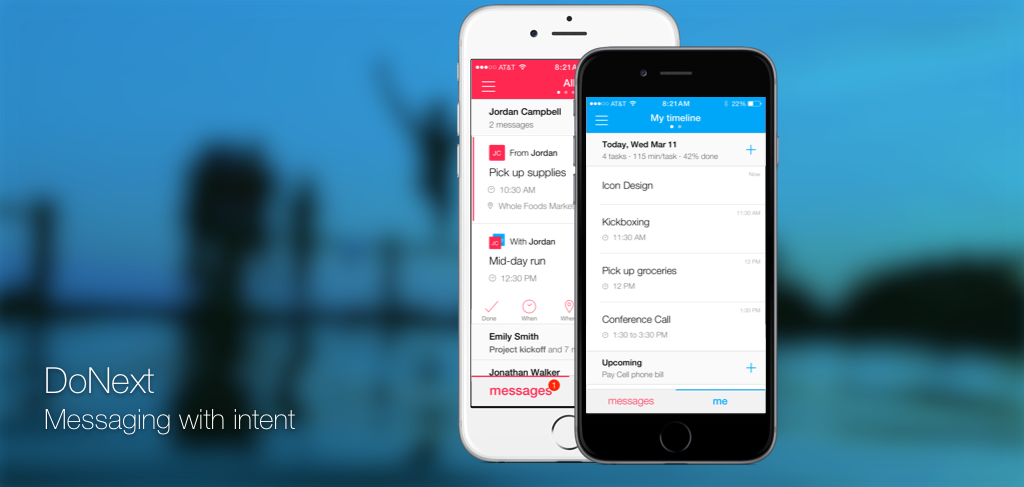 DoNext
Messaging with intent
AT&T 8:21A
All
Jordan Campbell
2 messages
JC From Jordan
Pick up supplies
10:30 AM
Whole Foods Market
JC With Jordan
Mid-day run
12:30 PM
Done When Wher
Emily Smith
Project kickoff and 7 m
Jonathan Walker
messages 1
AT&T 8:21AM 22%
My timeline
Today, Wed Mar 11
4 tasks - 115 min/task - 42% done
Now
Icon Design
11:30 AM
Kickboxing
11:30 AM
12 PM
Pick up groceries
12 PM
1:30 PM
Conference Call
1:30 to 3:30 PM
Upcoming
Pay Cell phone bill
messages me